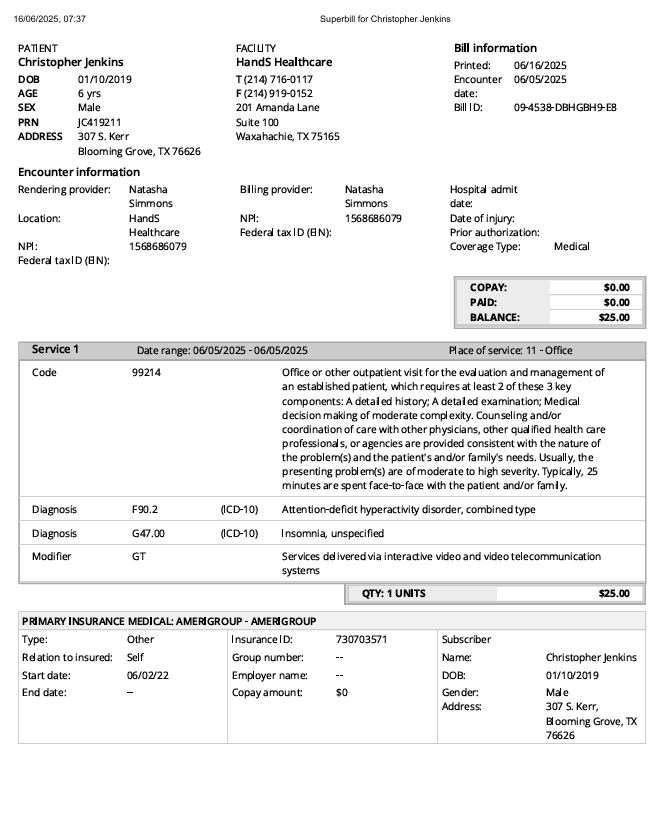 16/06/2025, 07:37 Superbill for Christopher Jenkins
PATIENT
Christopher Jenkins
DOB 01/10/2019
AGE 6 yrs
SEX Male
PRN JC419211
ADDRESS 307 S. Kerr
Blooming Grove, TX 76626
FACILITY
HandS Healthcare
T (214) 716-0117
F (214) 919-0152
201 Amanda Lane
Suite 100
Waxahachie, TX 75165
Bill information
Printed: 06/16/2025
Encounter 06/05/2025
date:
Bill ID: 09-4538-DBHGBH9-E8
Encounter information
Rendering provider: Natasha
Simmons
Location: HandS
Healthcare
NPI: 1568686079
Federal tax ID (EIN):
Billing provider: Natasha
Simmons
NPI: 1568686079
Federal tax ID (EIN):
Hospital admit
date:
Date of injury:
Prior authorization:
Coverage Type: Medical
COPAY: $0.00
PAID: $0.00
BALANCE: $25.00
Service 1 Date range: 06/05/2025 - 06/05/2025 Place of service: 11 - Office
Code 99214 Office or other outpatient visit for the evaluation and management of
an established patient, which requires at least 2 of these 3 key
components: A detailed history; A detailed examination; Medical
decision making of moderate complexity. Counseling and/or
coordination of care with other physicians, other qualified health care
professionals, or agencies are provided consistent with the nature of
the problem(s) and the patient's and/or family's needs. Usually, the
presenting problem(s) are of moderate to high severity. Typically, 25
minutes are spent face-to-face with the patient and/or family.
Diagnosis F90.2 (ICD-10) Attention-deficit hyperactivity disorder, combined type
Diagnosis G47.00 (ICD-10) Insomnia, unspecified
Modifier GT Services delivered via interactive video and video telecommunication
systems
QTY: 1 UNITS $25.00
PRIMARY INSURANCE MEDICAL: AMERIGROUP - AMERIGROUP
Type: Other
Relation to insured: Self
Start date: 06/02/22
End date: --
Insurance ID: 730703571
Group number: --
Employer name: --
Copay amount: $0
Subscriber
Name: Christopher Jenkins
DOB: 01/10/2019
Gender: Male
Address: 307 S. Kerr,
Blooming Grove, TX
76626